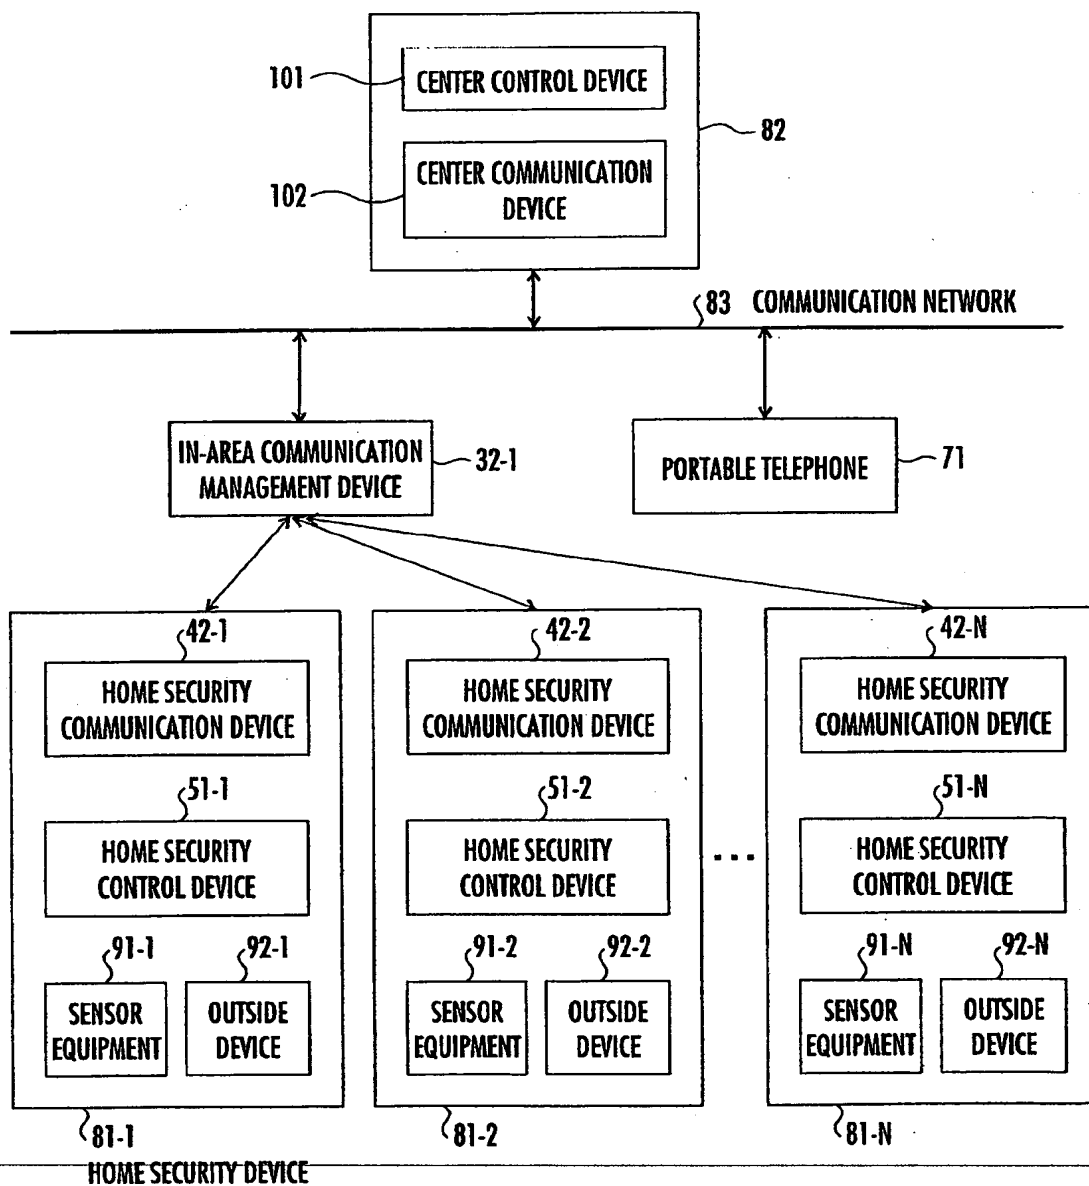 101
CENTER CONTROL DEVICE
82
102
CENTER COMMUNICATION
DEVICE
83 COMMUNICATION NETWORK
IN-AREA COMMUNICATION
MANAGEMENT DEVICE
32-1
PORTABLE TELEPHONE
71
42-1
HOME SECURITY
COMMUNICATION DEVICE
51-1
HOME SECURITY
CONTROL DEVICE
91-1
92-1
SENSOR
EQUIPMENT
OUTSIDE
DEVICE
81-1
HOME SECURITY DEVICE
42-2
HOME SECURITY
COMMUNICATION DEVICE
51-2
HOME SECURITY
CONTROL DEVICE
91-2
92-2
SENSOR
EQUIPMENT
OUTSIDE
DEVICE
81-2
...
42-N
HOME SECURITY
COMMUNICATION DEVICE
51-N
HOME SECURITY
CONTROL DEVICE
91-N
92-N
SENSOR
EQUIPMENT
OUTSIDE
DEVICE
81-N